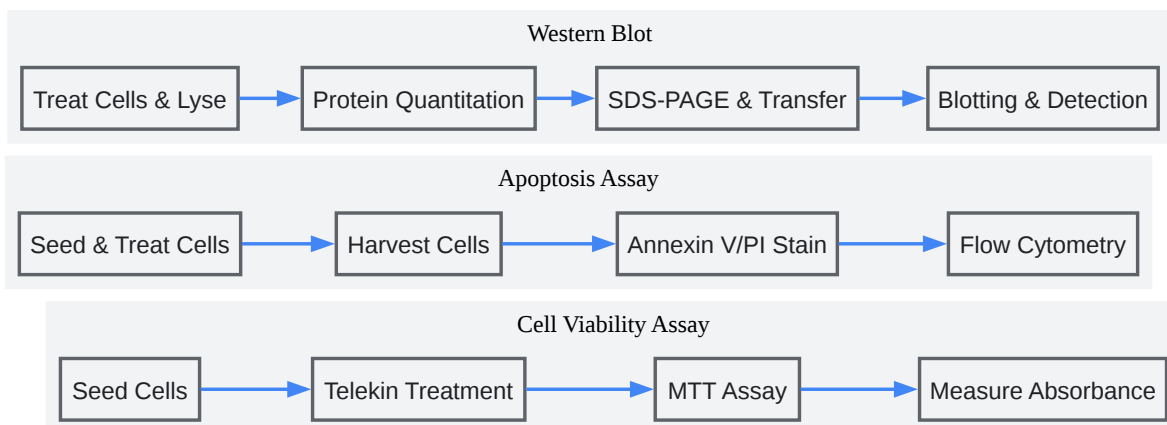 Western Blot
Treat Cells & Lyse
Protein Quantitation
SDS-PAGE & Transfer
Blotting & Detection
Apoptosis Assay
Seed & Treat Cells
Harvest Cells
Annexin V/PI Stain
Flow Cytometry
Cell Viability Assay
Seed Cells
Telekin Treatment
MTT Assay
Measure Absorbance